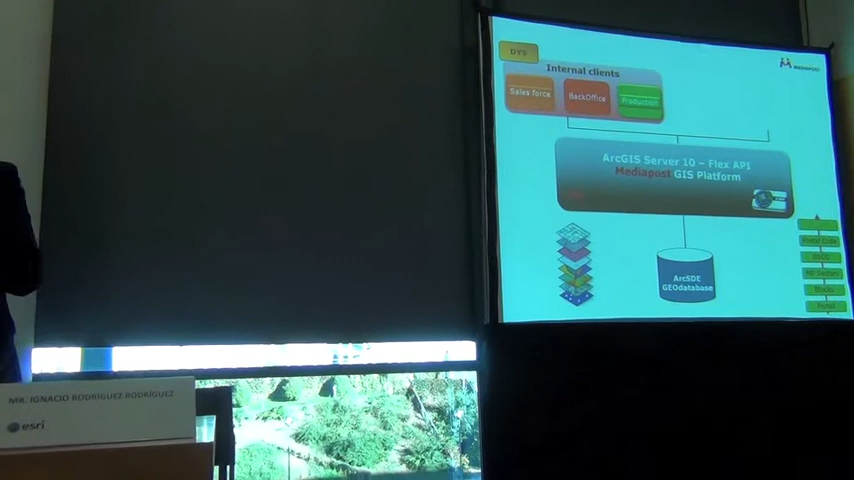 DYS
Internal clients
Sales force
BackOffice
Production
MEDIAPOST
ArcGIS Server 10 – Flex API
Mediapost GIS Platform
ArcSDE
GEOdatabase
Postal Code
Blocks
Portal
MR. IGNACIO RODRÍGUEZ RODRÍGUEZ
esri